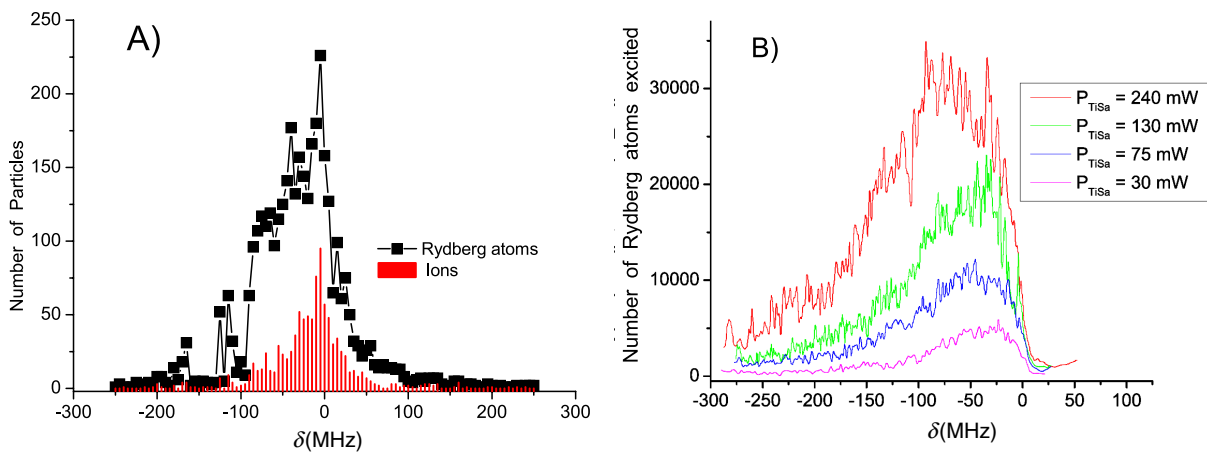 A)
Number of Particles
250
200
150
100
50
0
-300
-200
-100
0
100
200
300
δ(MHz)
Rydberg atoms
Ions
B)
Number of Rydberg atoms excited
30000
20000
10000
0
-300
-250
-200
-150
-100
-50
0
50
100
δ(MHz)
P_TiSa = 240 mW
P_TiSa = 130 mW
P_TiSa = 75 mW
P_TiSa = 30 mW